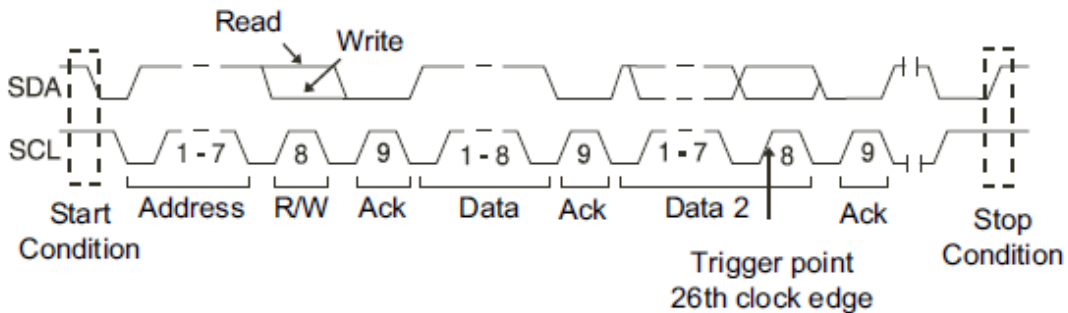 Read
Write
SDA
SCL
1 - 7 8 9 1 - 8 9 1 - 7 8 9
Address R/W Ack Data Ack Data 2 Ack
Start
Condition
Stop
Condition
Trigger point
26th clock edge